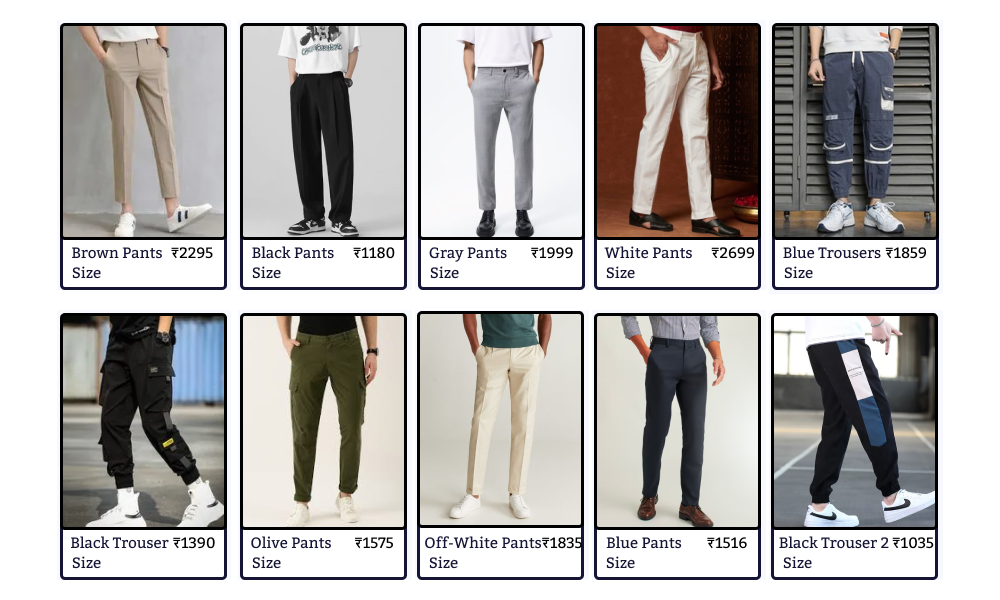 Brown Pants ₹2295
Size
Black Pants ₹1180
Size
Gray Pants ₹1999
Size
White Pants ₹2699
Size
Blue Trousers ₹1859
Size
Black Trouser ₹1390
Size
Olive Pants ₹1575
Size
Off-White Pants₹1835
Size
Blue Pants ₹1516
Size
Black Trouser 2 ₹1035
Size